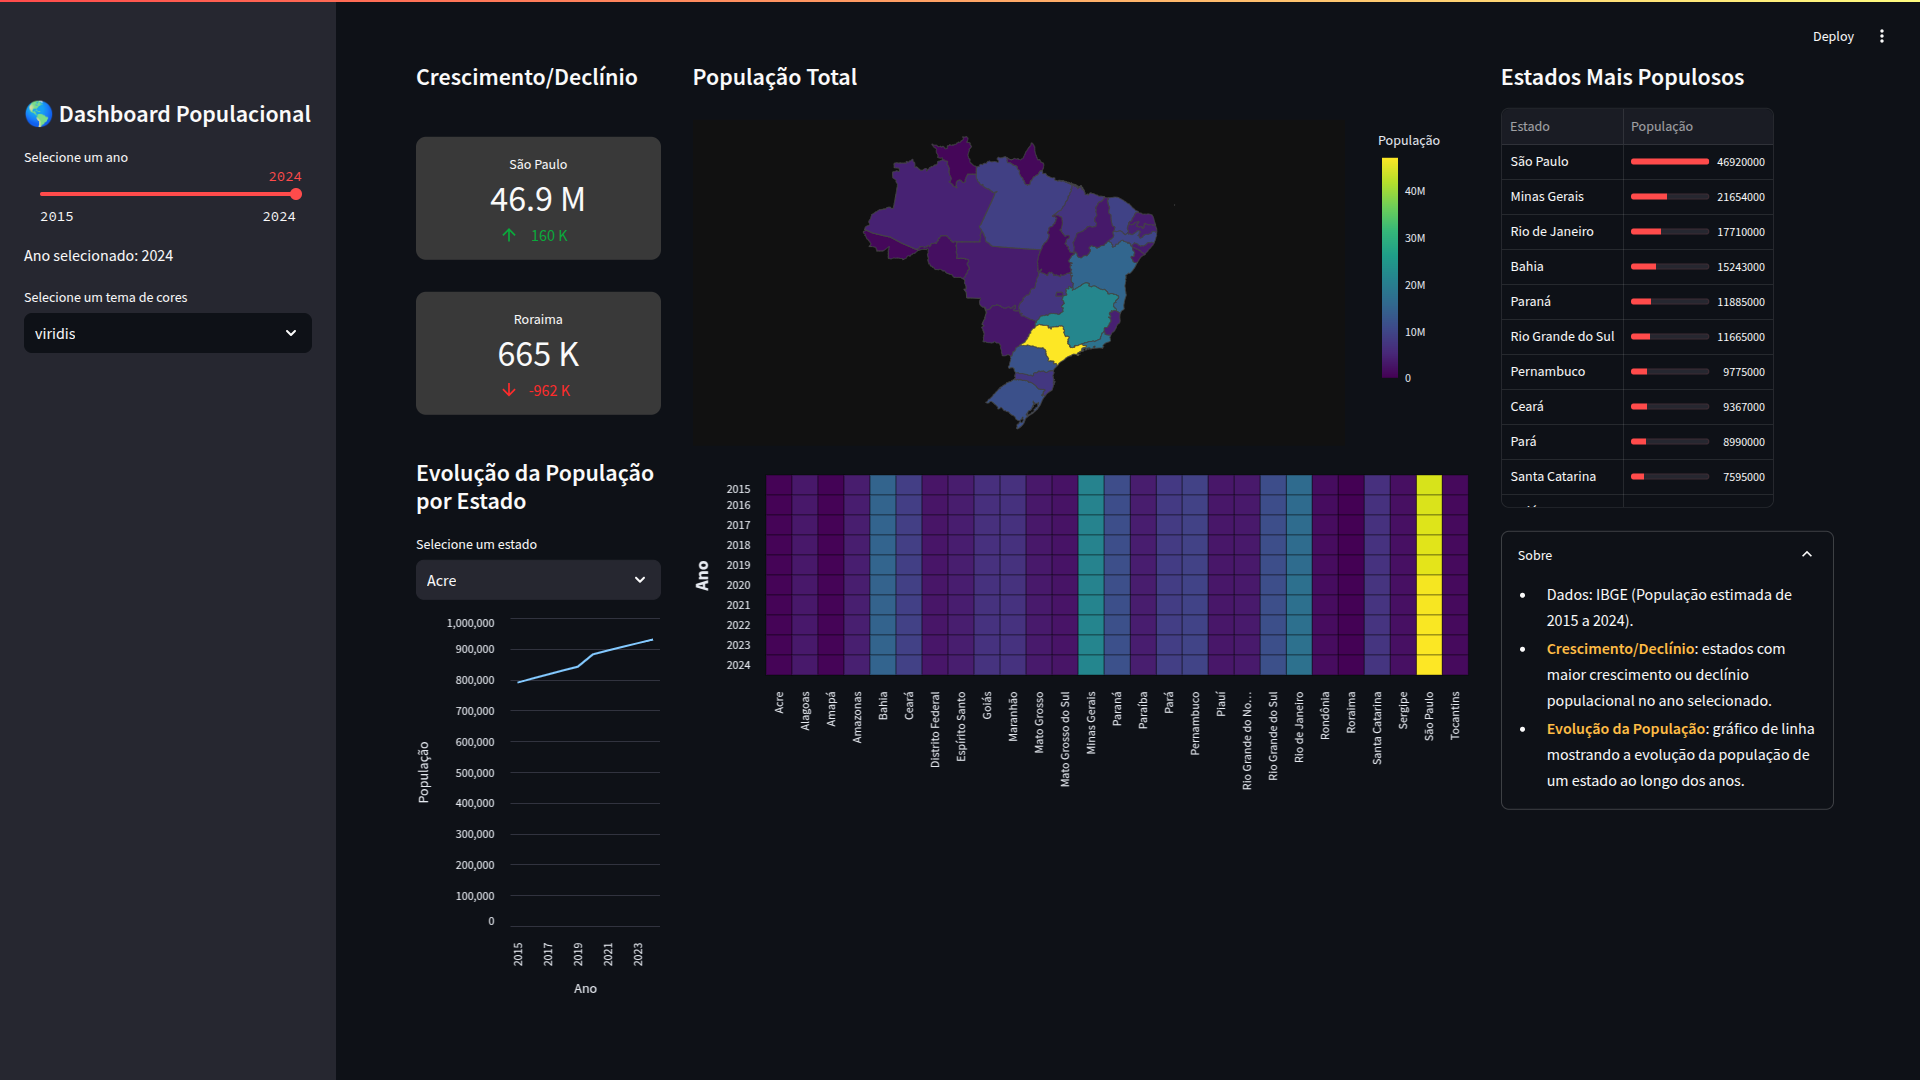 Deploy
🌎 Dashboard Populacional
Selecione um ano
2024
2015 2024
Ano selecionado: 2024
Selecione um tema de cores
viridis
Crescimento/Declínio
São Paulo
46.9 M
↑ 160 K
Roraima
665 K
↓ -962 K
Evolução da População
por Estado
Selecione um estado
Acre
1,000,000
900,000
800,000
700,000
600,000
500,000
400,000
300,000
200,000
100,000
0
População
2015 2017 2019 2021 2023
Ano
População Total
População
40M
30M
20M
10M
0
Ano
2015
2016
2017
2018
2019
2020
2021
2022
2023
2024
Acre
Alagoas
Amapá
Amazonas
Bahia
Ceará
Distrito Federal
Espírito Santo
Goiás
Maranhão
Mato Grosso
Mato Grosso do Sul
Minas Gerais
Paraná
Paraíba
Pará
Pernambuco
Piauí
Rio Grande do No…
Rio Grande do Sul
Rio de Janeiro
Rondônia
Roraima
Santa Catarina
Sergipe
São Paulo
Tocantins
Estados Mais Populosos
Estado População
São Paulo 46920000
Minas Gerais 21654000
Rio de Janeiro 17710000
Bahia 15243000
Paraná 11885000
Rio Grande do Sul 11665000
Pernambuco 9775000
Ceará 9367000
Pará 8990000
Santa Catarina 7595000
Sobre
• Dados: IBGE (População estimada de
2015 a 2024).
• Crescimento/Declínio: estados com
maior crescimento ou declínio
populacional no ano selecionado.
• Evolução da População: gráfico de linha
mostrando a evolução da população de
um estado ao longo dos anos.